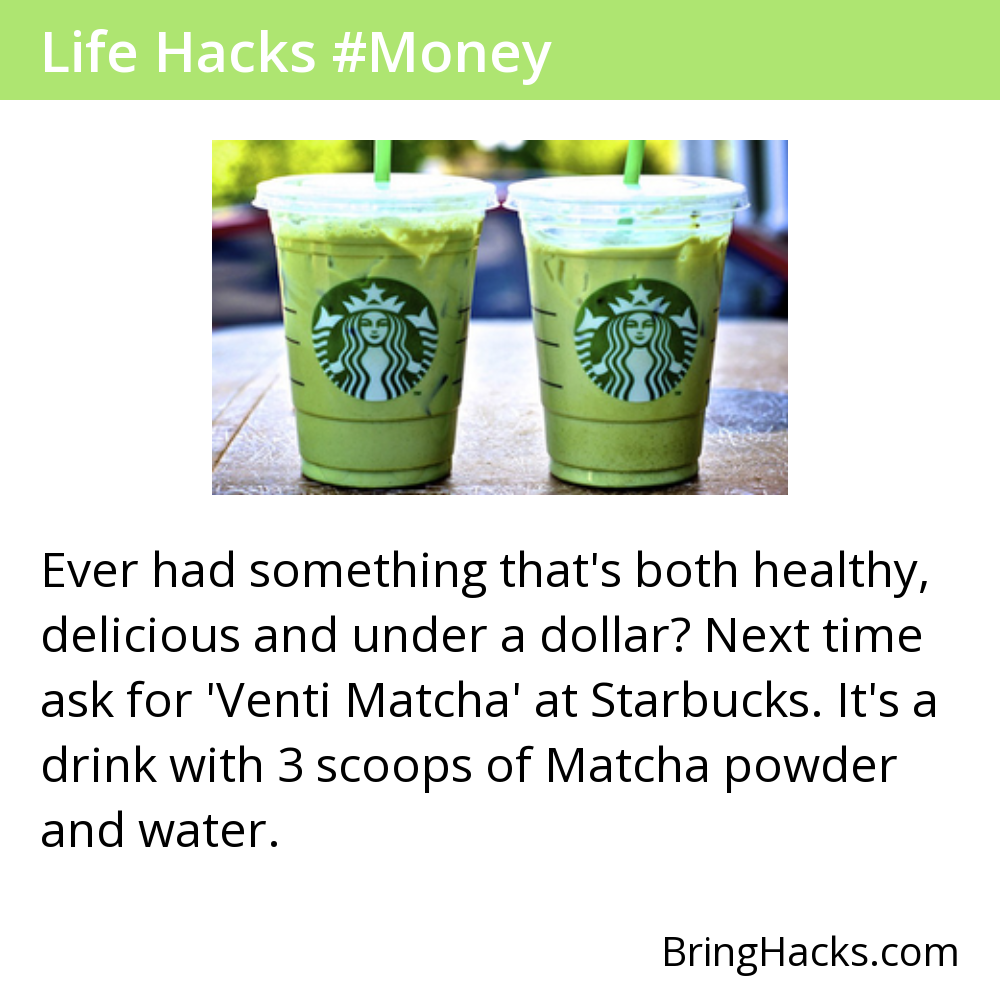 Life Hacks #Money
Ever had something that's both healthy,
delicious and under a dollar? Next time
ask for 'Venti Matcha' at Starbucks. It's a
drink with 3 scoops of Matcha powder
and water.
BringHacks.com